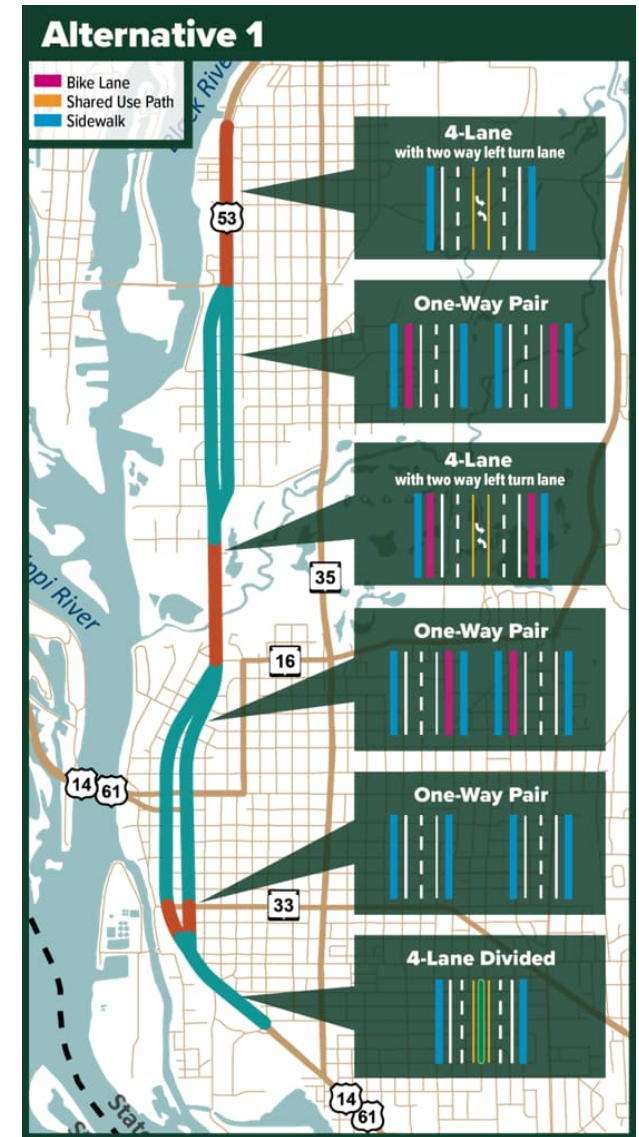 Alternative 1
Bike Lane
Shared Use Path
Sidewalk
Black River
4-Lane
with two way left turn lane
53
One-Way Pair
4-Lane
with two way left turn lane
35
ippi River
One-Way Pair
16
14
61
One-Way Pair
33
4-Lane Divided
14
61
State